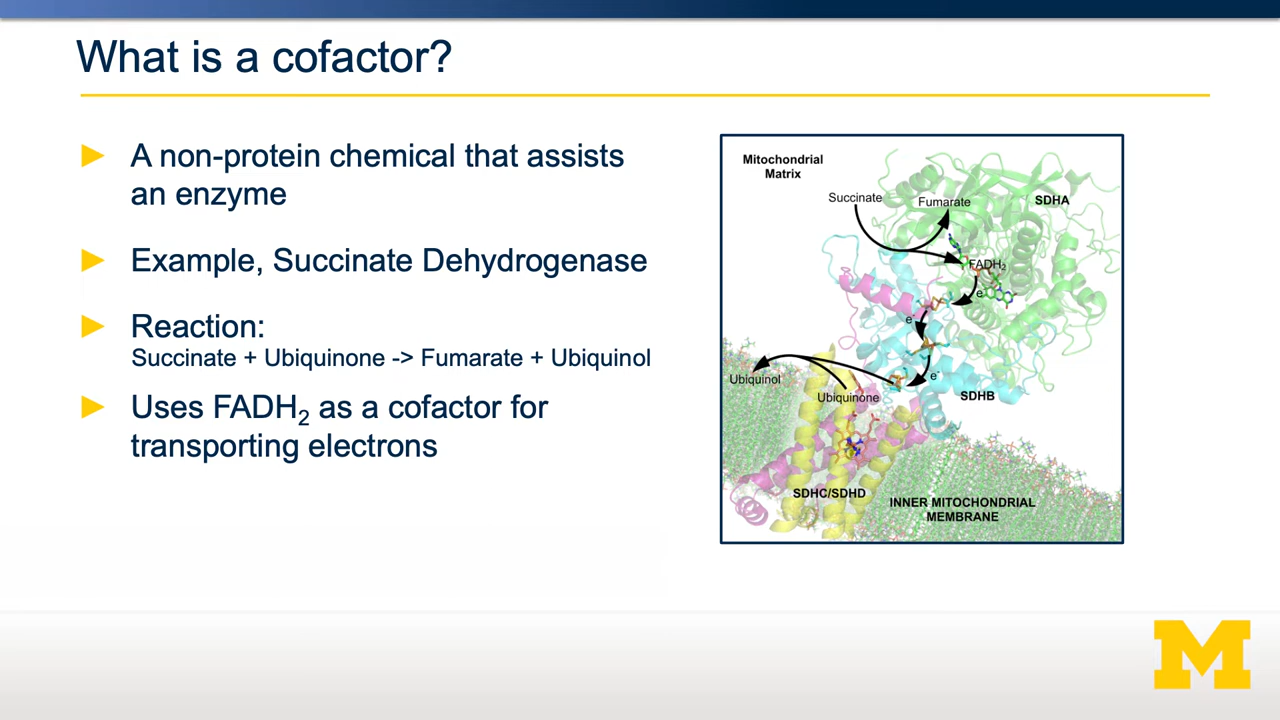 What is a cofactor?
A non-protein chemical that assists
an enzyme
Example, Succinate Dehydrogenase
Reaction:
Succinate + Ubiquinone -> Fumarate + Ubiquinol
Uses FADH₂ as a cofactor for
transporting electrons
Mitochondrial
Matrix
Succinate
Fumarate
SDHA
FADH₂
e⁻
e⁻
e⁻
Ubiquinol
Ubiquinone
SDHB
SDHC/SDHD
INNER MITOCHONDRIAL
MEMBRANE
M